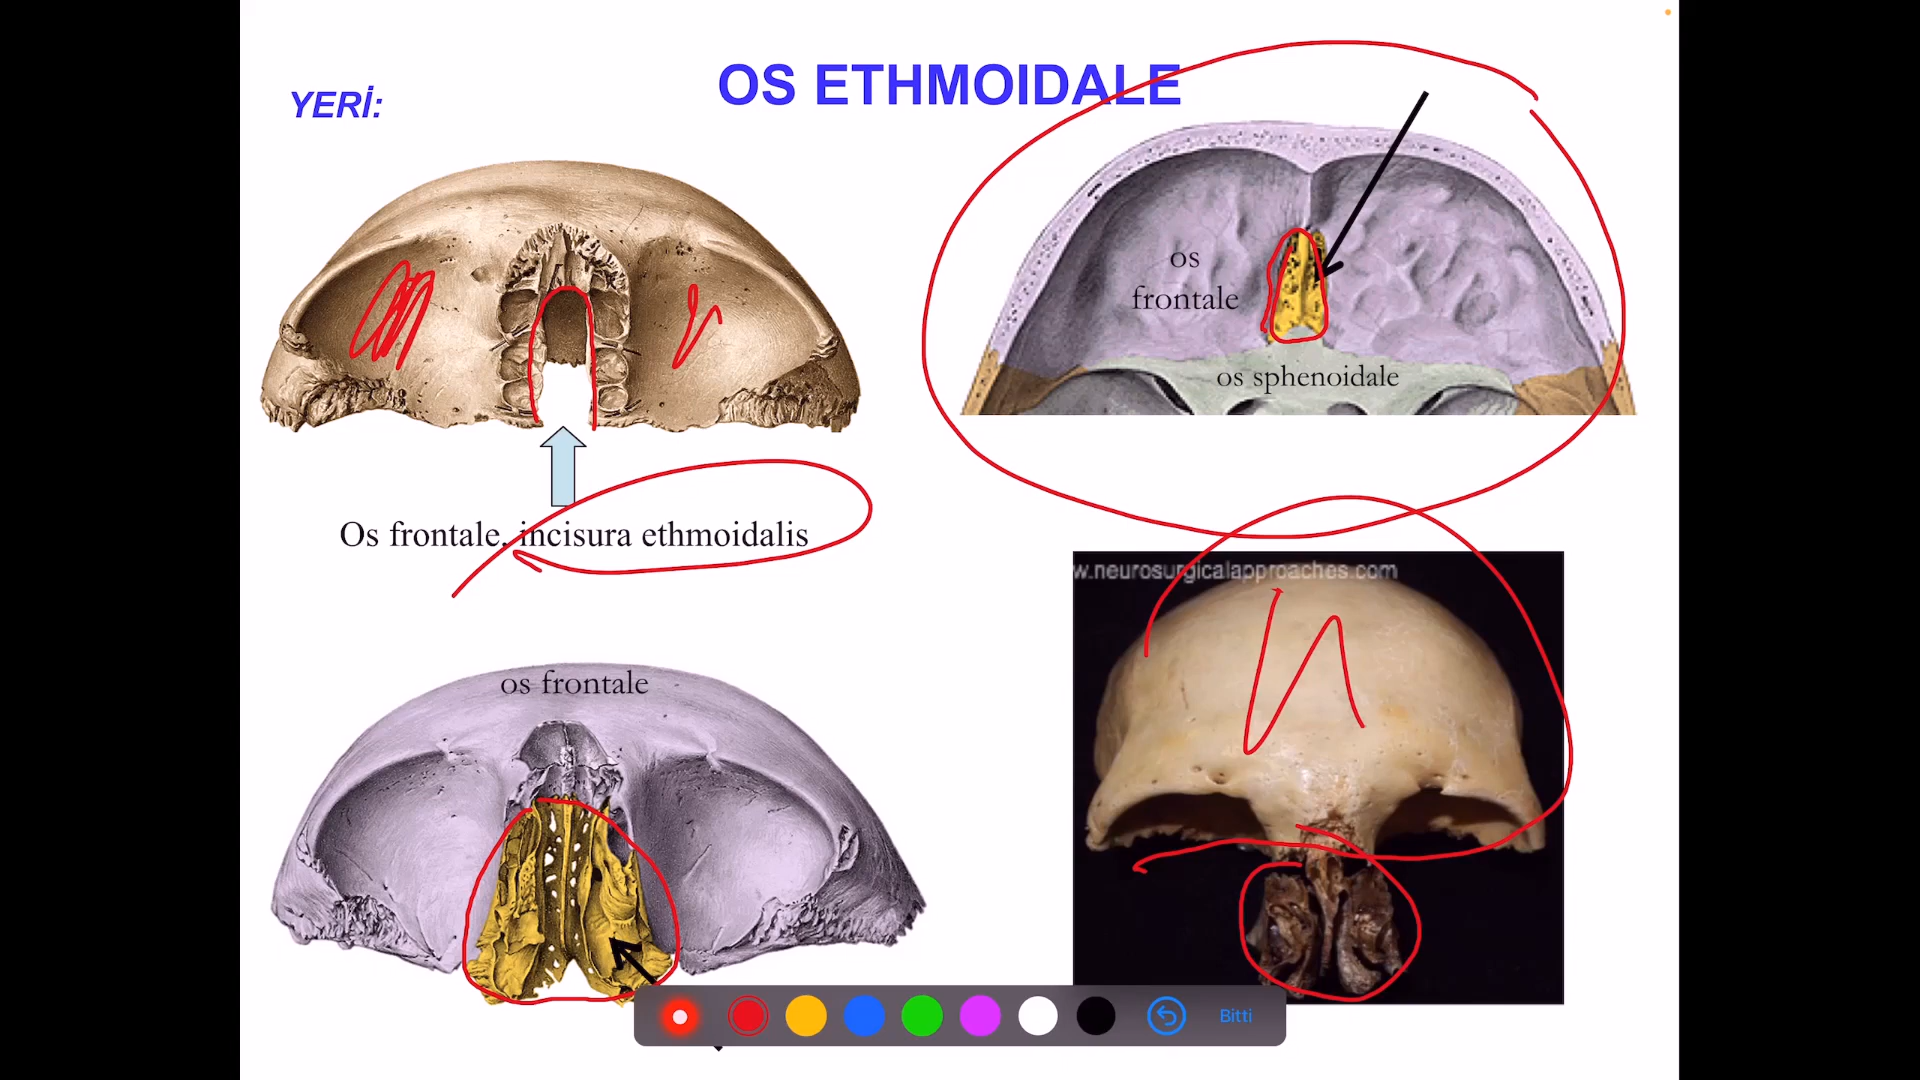 OS ETHMOIDALE
YERİ:
os
frontale
os sphenoidale
Os frontale, incisura ethmoidalis
w.neurosurgicalapproaches.com
os frontale
Bitti